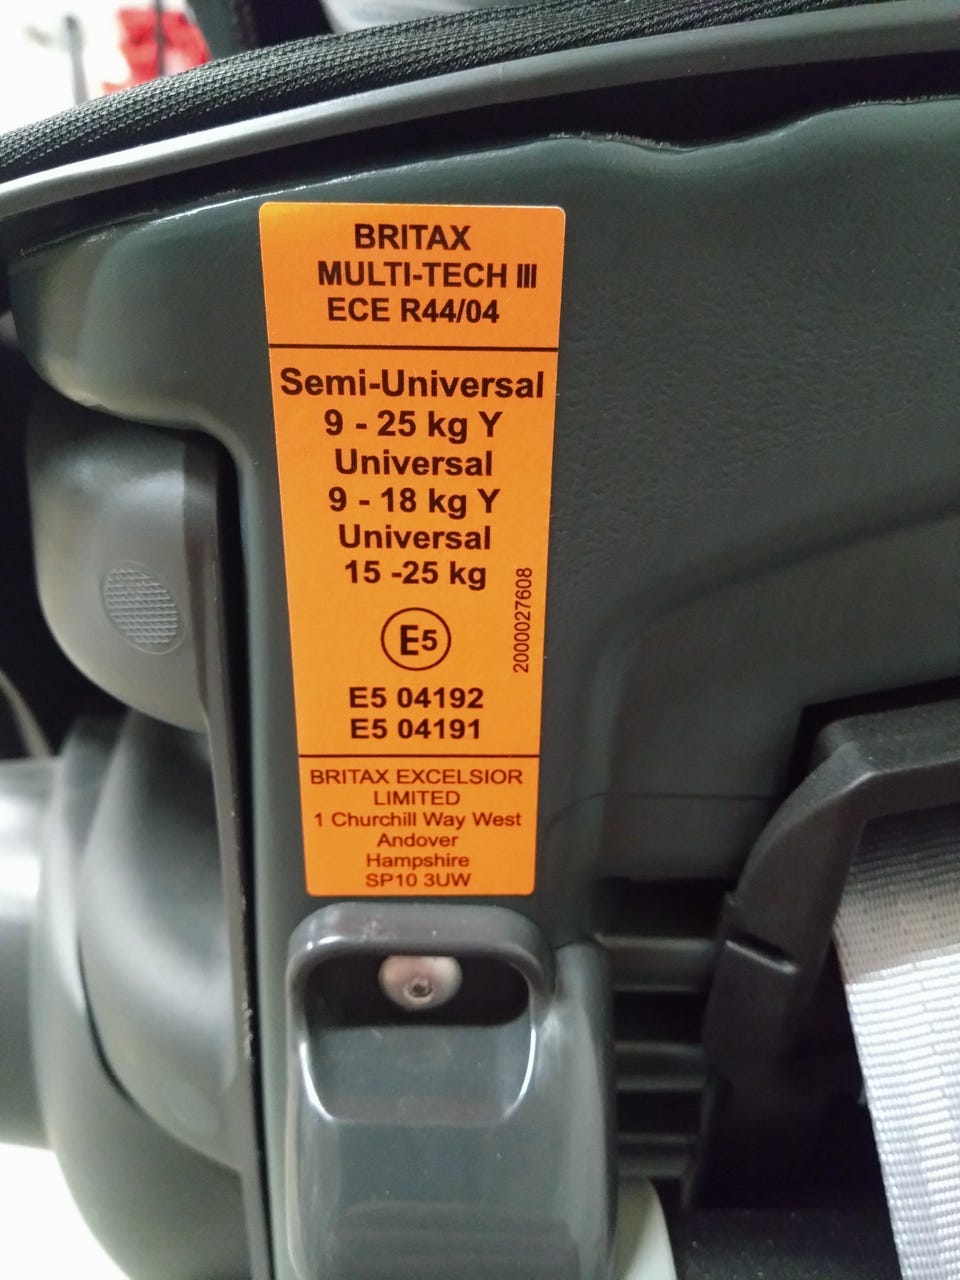 BRITAX
MULTI-TECH III
ECE R44/04
Semi-Universal
9 - 25 kg Y
Universal
9 - 18 kg Y
Universal
15 -25 kg
2000027608
E5
E5 04192
E5 04191
BRITAX EXCELSIOR
LIMITED
1 Churchill Way West
Andover
Hampshire
SP10 3UW